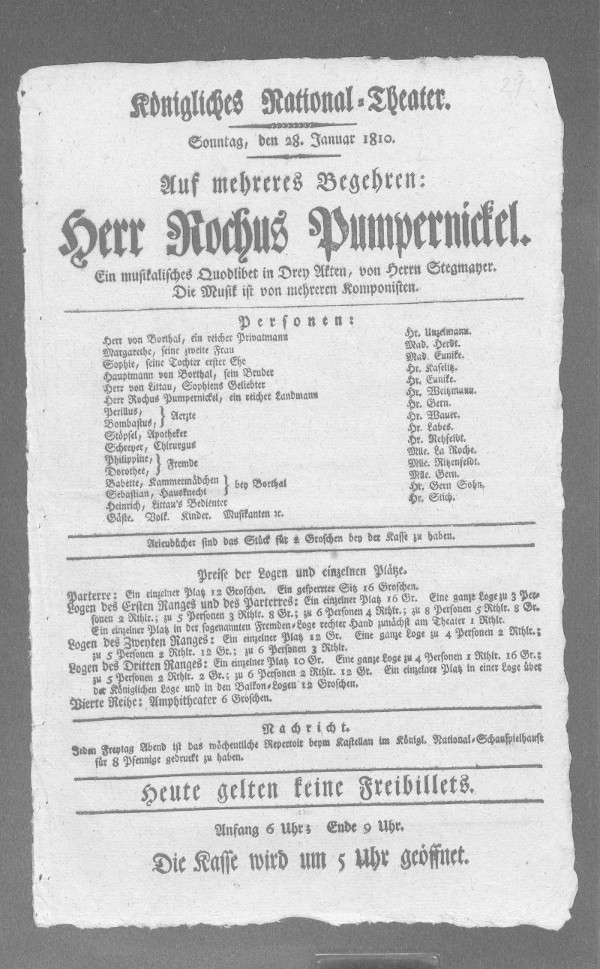 29
Königliches National-Theater.
Sonntag, den 28. Januar 1810.
Auf mehreres Begehren:
Herr Rochus Pumpernickel.
Ein musikalisches Quodlibet in Drey Akten, von Herrn Stegmayer.
Die Musik ist von mehreren Komponisten.
Personen:
Herr von Borthal, ein reicher Privatmann Hr. Unzelmann.
Margarethe, seine zweite Frau Mad. Herdt.
Sophie, seine Tochter erster Ehe Mad. Eunike.
Hauptmann von Borthal, sein Bruder Hr. Kaselitz.
Herr von Littau, Sophiens Geliebter Hr. Eunike.
Herr Rochus Pumpernickel, ein reicher Landmann Hr. Weitzmann.
Perillus, } Aerzte Hr. Gern.
Bombastus, Hr. Wauer.
Stößel, Apotheker Hr. Labes.
Schreyer, Chirurgus Hr. Rehfeldt.
Philippine, } Fremde Mlle. La Roche.
Dorothee, Mlle. Ritzenfeldt.
Babette, Kammermädchen } bey Borthal Mlle. Gern.
Sebastian, Hausknecht Hr. Gern Sohn.
Heinrich, Littau's Bedienter Hr. Stich.
Gäste. Volk. Kinder. Musikanten ꝛc.
Arienbücher sind das Stück für 2 Groschen bey der Kasse zu haben.
Preise der Logen und einzelnen Plätze.
Parterre: Ein einzelner Platz 12 Groschen. Ein gesperrter Sitz 16 Groschen.
Logen des Ersten Ranges und des Parterres: Ein einzelner Platz 16 Gr. Eine ganze Loge zu 3 Per-
sonen 2 Rthlr.; zu 5 Personen 3 Rthlr. 8 Gr.; zu 6 Personen 4 Rthlr.; zu 8 Personen 5 Rthlr. 8 Gr.
Ein einzelner Platz in der sogenannten Fremden-Loge rechter Hand zunächst am Theater 1 Rthlr.
Logen des Zweyten Ranges: Ein einzelner Platz 12 Gr. Eine ganze Loge zu 4 Personen 2 Rthlr.;
zu 5 Personen 2 Rthlr. 12 Gr.; zu 6 Personen 3 Rthlr.
Logen des Dritten Ranges: Ein einzelner Platz 10 Gr. Eine ganze Loge zu 4 Personen 1 Rthlr. 16 Gr.;
zu 5 Personen 2 Rthlr. 2 Gr.; zu 6 Personen 2 Rthlr. 12 Gr. Ein einzelner Platz in einer Loge über
der Königlichen Loge und in den Balkon-Logen 12 Groschen.
Vierte Reihe: Amphitheater 6 Groschen.
Nachricht.
Jeden Freytag Abend ist das wöchentliche Repertoir beym Kastellan im Königl. National-Schauspielhause
für 8 Pfennige gedruckt zu haben.
Heute gelten keine Freibillets.
Anfang 6 Uhr; Ende 9 Uhr.
Die Kasse wird um 5 Uhr geöffnet.